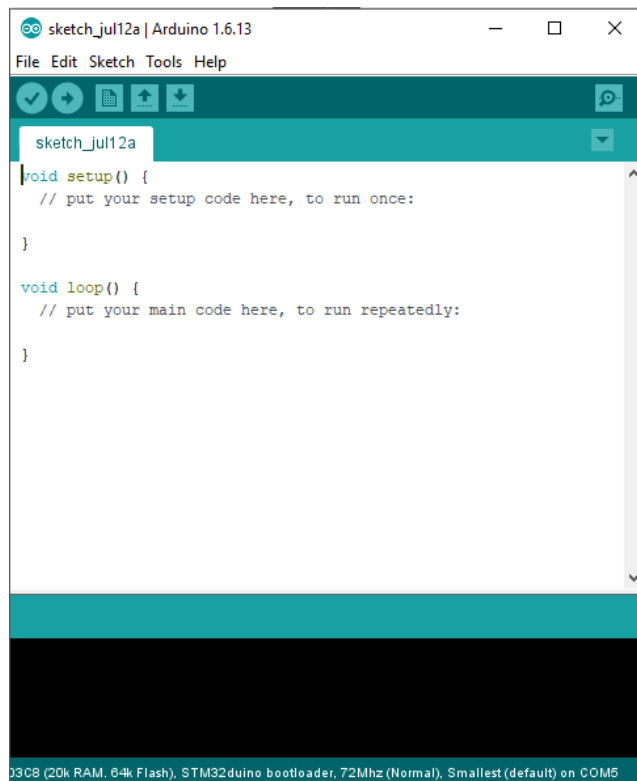 sketch_jul12a | Arduino 1.6.13
File Edit Sketch Tools Help
sketch_jul12a
void setup() {
  // put your setup code here, to run once:
}
void loop() {
  // put your main code here, to run repeatedly:
}
03C8 (20k RAM. 64k Flash), STM32duino bootloader, 72Mhz (Normal), Smallest (default) on COM6